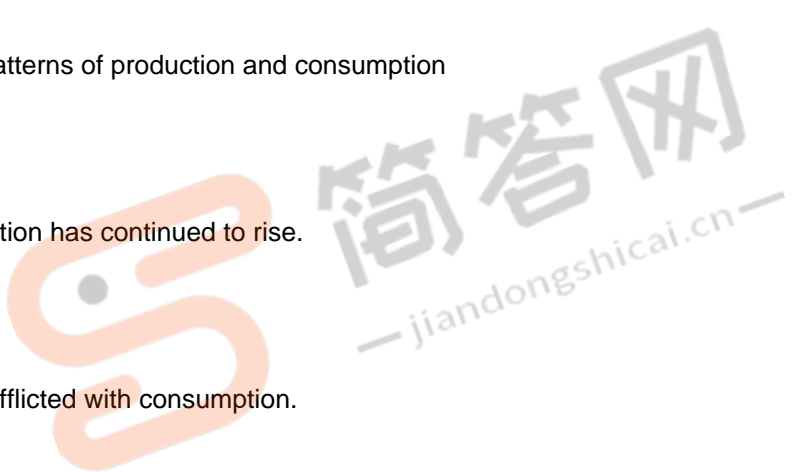 atterns of production and consumption
简答网
tion has continued to rise.
jiandongshicai.cn
fflicted with consumption.